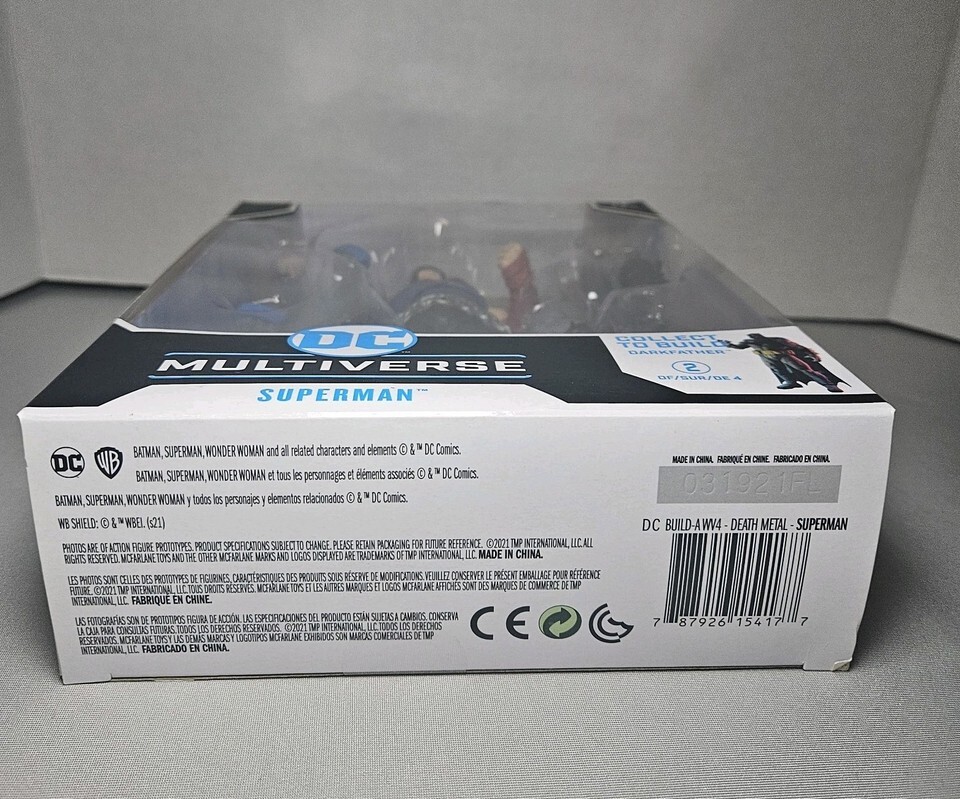 DC
MULTIVERSE
SUPERMAN™
COLLECT
TO BUILD
DARKFATHER™
2
OF/SUR/DE 4
DC
WB
BATMAN, SUPERMAN, WONDER WOMAN and all related characters and elements © & ™ DC Comics.
BATMAN, SUPERMAN, WONDER WOMAN et tous les personnages et éléments associés © & ™ DC Comics.
BATMAN, SUPERMAN, WONDER WOMAN y todos los personajes y elementos relacionados © & ™ DC Comics.
WB SHIELD: © & ™ WBEI. (s21)
PHOTOS ARE OF ACTION FIGURE PROTOTYPES. PRODUCT SPECIFICATIONS SUBJECT TO CHANGE. PLEASE RETAIN PACKAGING FOR FUTURE REFERENCE. ©2021 TMP INTERNATIONAL, LLC. ALL
RIGHTS RESERVED. MCFARLANE TOYS AND THE OTHER MCFARLANE MARKS AND LOGOS DISPLAYED ARE TRADEMARKS OF TMP INTERNATIONAL, LLC. MADE IN CHINA.
LES PHOTOS SONT CELLES DES PROTOTYPES DE FIGURINES, CARACTÉRISTIQUES DES PRODUITS SOUS RÉSERVE DE MODIFICATIONS. VEUILLEZ CONSERVER LE PRÉSENT EMBALLAGE POUR RÉFÉRENCE
FUTURE. ©2021 TMP INTERNATIONAL, LLC. TOUS DROITS RÉSERVÉS. MCFARLANE TOYS ET LES AUTRES MARQUES ET LOGOS MCFARLANE AFFICHÉS SONT DES MARQUES DE COMMERCE DE TMP
INTERNATIONAL, LLC. FABRIQUÉ EN CHINE.
LAS FOTOGRAFÍAS SON DE PROTOTIPOS FIGURA DE ACCIÓN. LAS ESPECIFICACIONES DEL PRODUCTO ESTÁN SUJETAS A CAMBIOS. CONSERVA
LA CAJA PARA CONSULTAS FUTURAS. ©2021 TMP INTERNATIONAL, LLC. TODOS LOS DERECHOS
RESERVADOS. MCFARLANE TOYS Y LAS DEMÁS MARCAS Y LOGOTIPOS MCFARLANE EXHIBIDOS SON MARCAS COMERCIALES DE TMP
INTERNATIONAL, LLC. FABRICADO EN CHINA.
CE
MADE IN CHINA. FABRIQUÉ EN CHINE. FABRICADO EN CHINA.
031921FL
DC BUILD-A WV4 - DEATH METAL - SUPERMAN
7 87926 15417 7